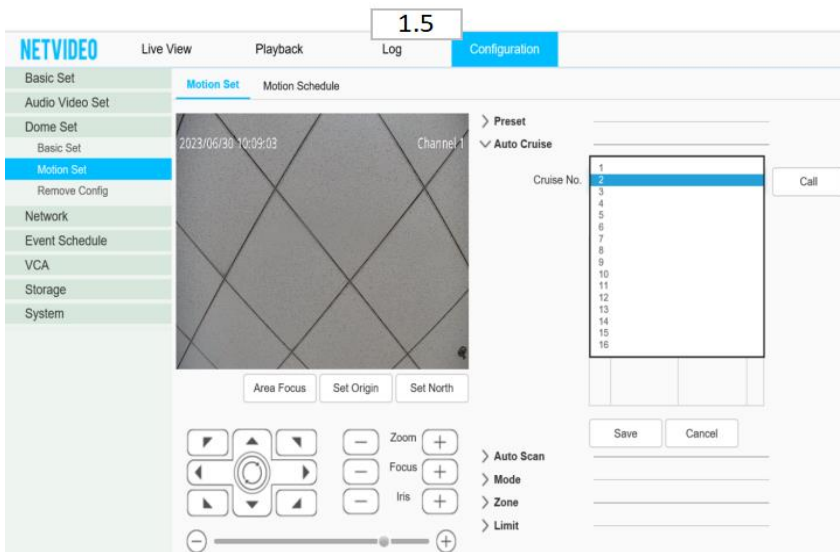 1.5
NETVIDEO Live View Playback Log Configuration
Basic Set
Audio Video Set
Dome Set
Basic Set
Motion Set
Remove Config
Network
Event Schedule
VCA
Storage
System
Motion Set Motion Schedule
2023/06/30 10:09:03 Channel 1
Area Focus Set Origin Set North
Zoom
Focus
Iris
Preset
Auto Cruise
Cruise No.
1
2
3
4
5
6
7
8
9
10
11
12
13
14
15
16
Call
Save Cancel
Auto Scan
Mode
Zone
Limit